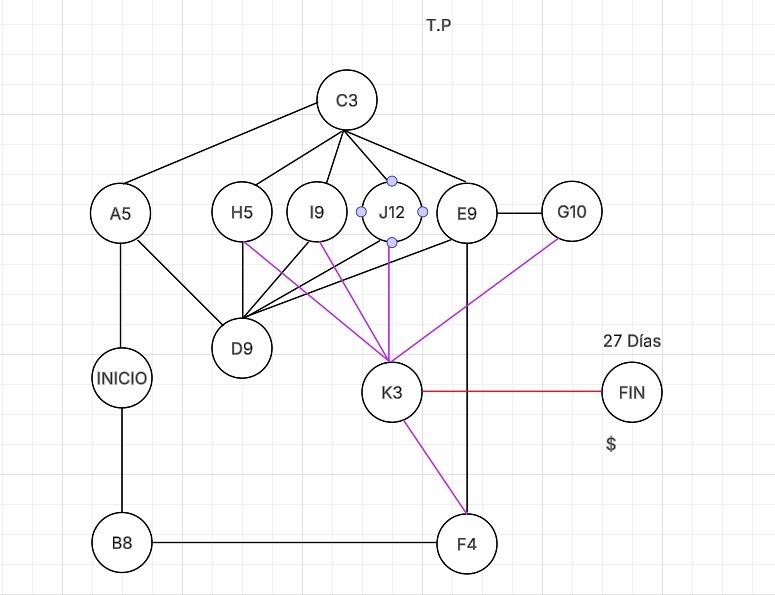 T.P
C3
A5
H5
I9
J12
E9
G10
D9
27 Días
INICIO
K3
FIN
$
B8
F4